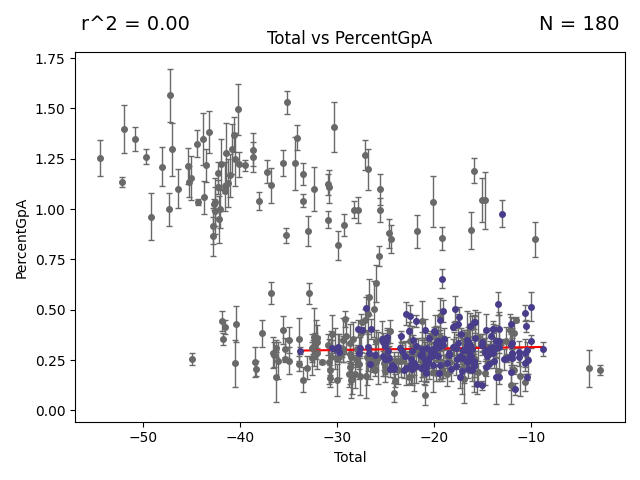 r^2 = 0.00
N = 180
Total vs PercentGpA
PercentGpA
1.75
1.50
1.25
1.00
0.75
0.50
0.25
0.00
−50
−40
−30
−20
−10
Total